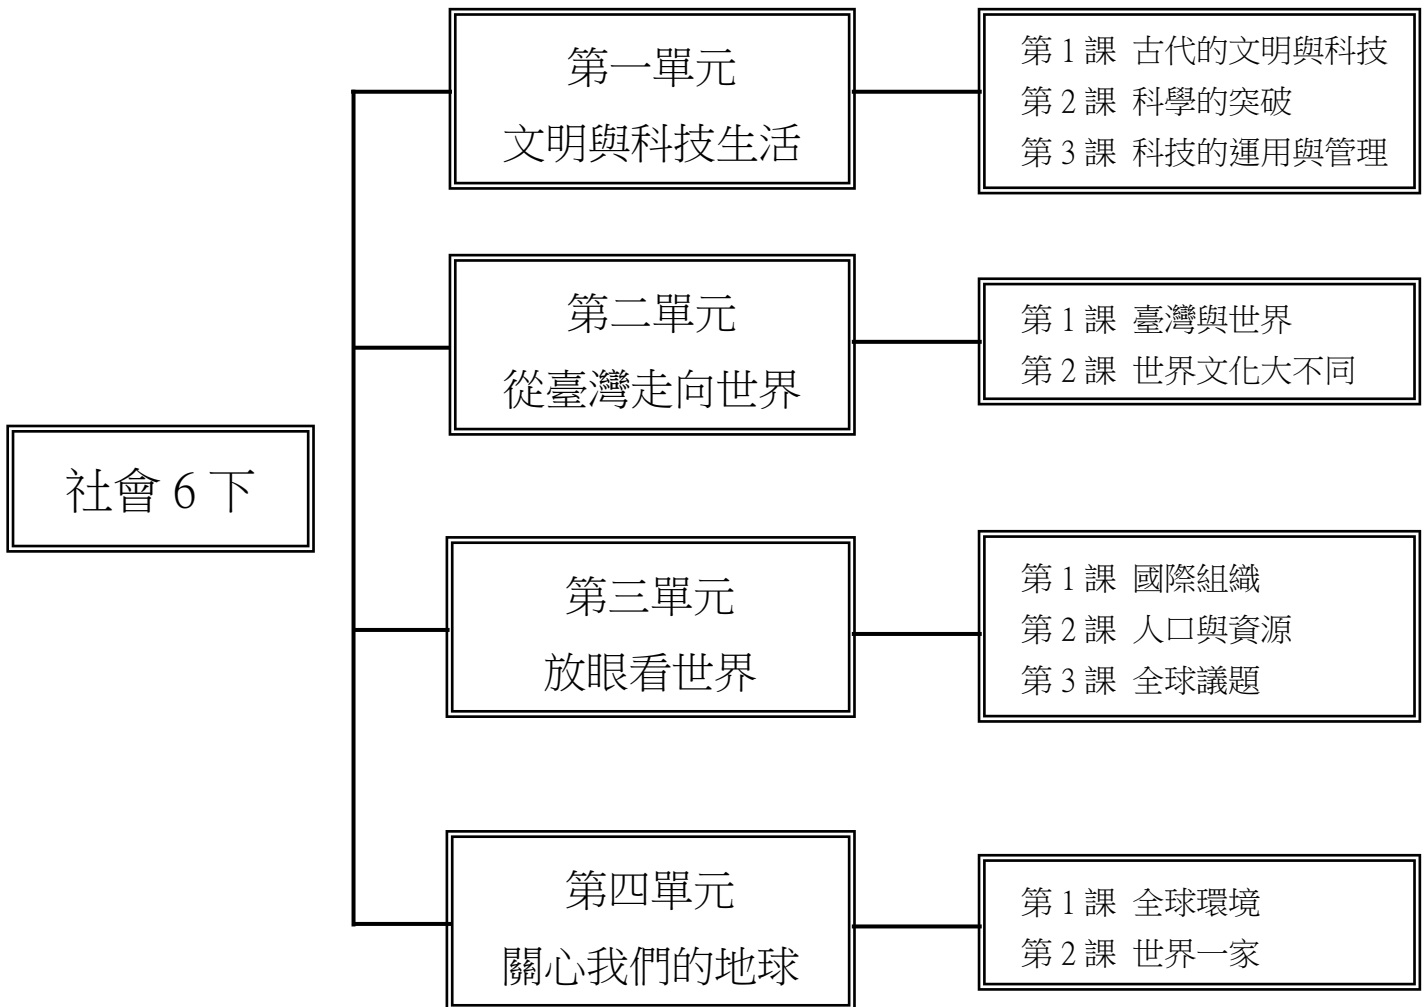 社會 6 下
第一單元
文明與科技生活
第 1 課 古代的文明與科技
第 2 課 科學的突破
第 3 課 科技的運用與管理
第二單元
從臺灣走向世界
第 1 課 臺灣與世界
第 2 課 世界文化大不同
第三單元
放眼看世界
第 1 課 國際組織
第 2 課 人口與資源
第 3 課 全球議題
第四單元
關心我們的地球
第 1 課 全球環境
第 2 課 世界一家